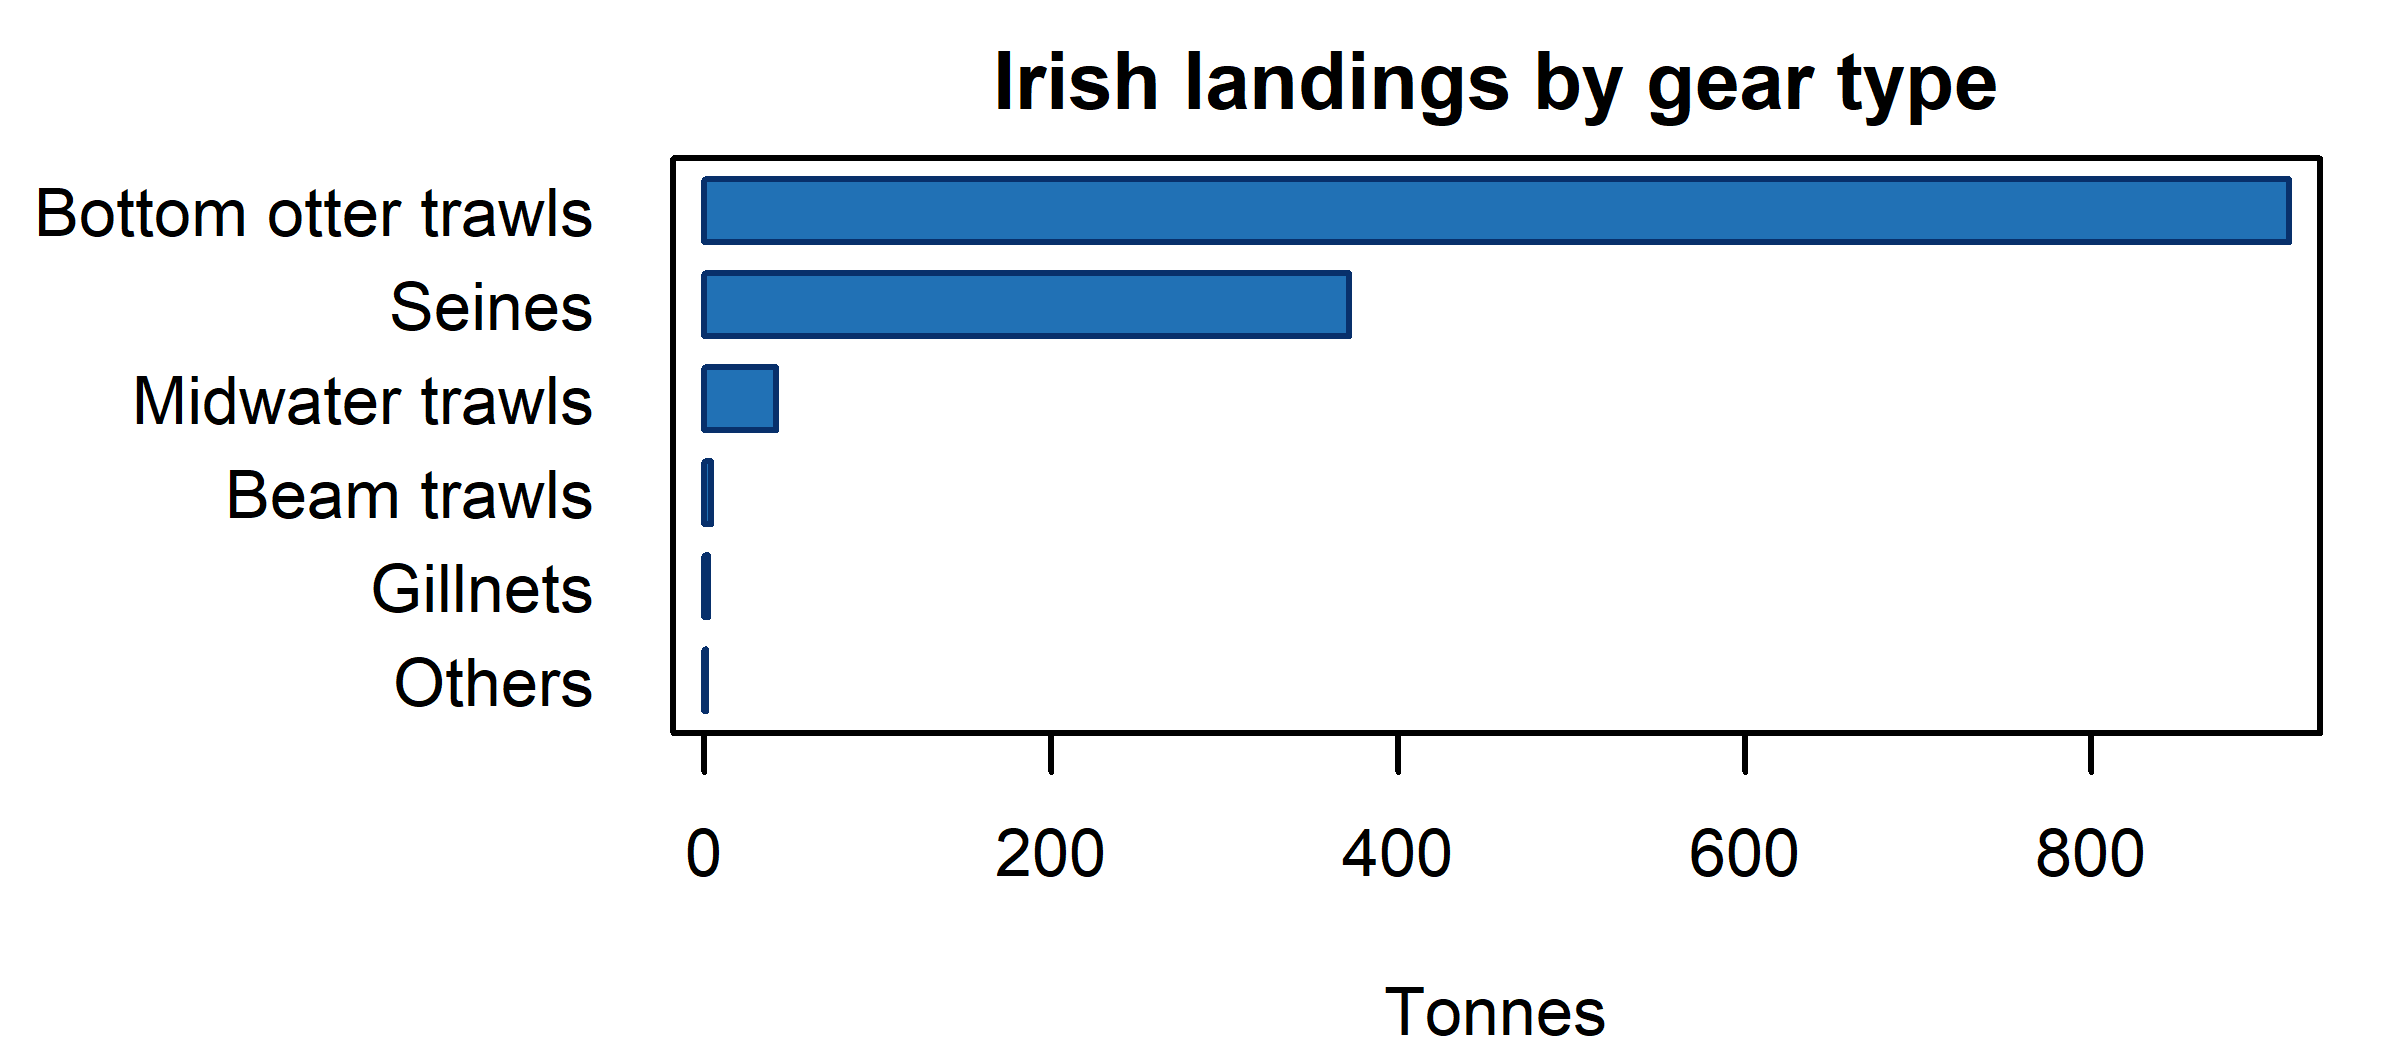 Irish landings by gear type
Bottom otter trawls
Seines
Midwater trawls
Beam trawls
Gillnets
Others
0 200 400 600 800
Tonnes